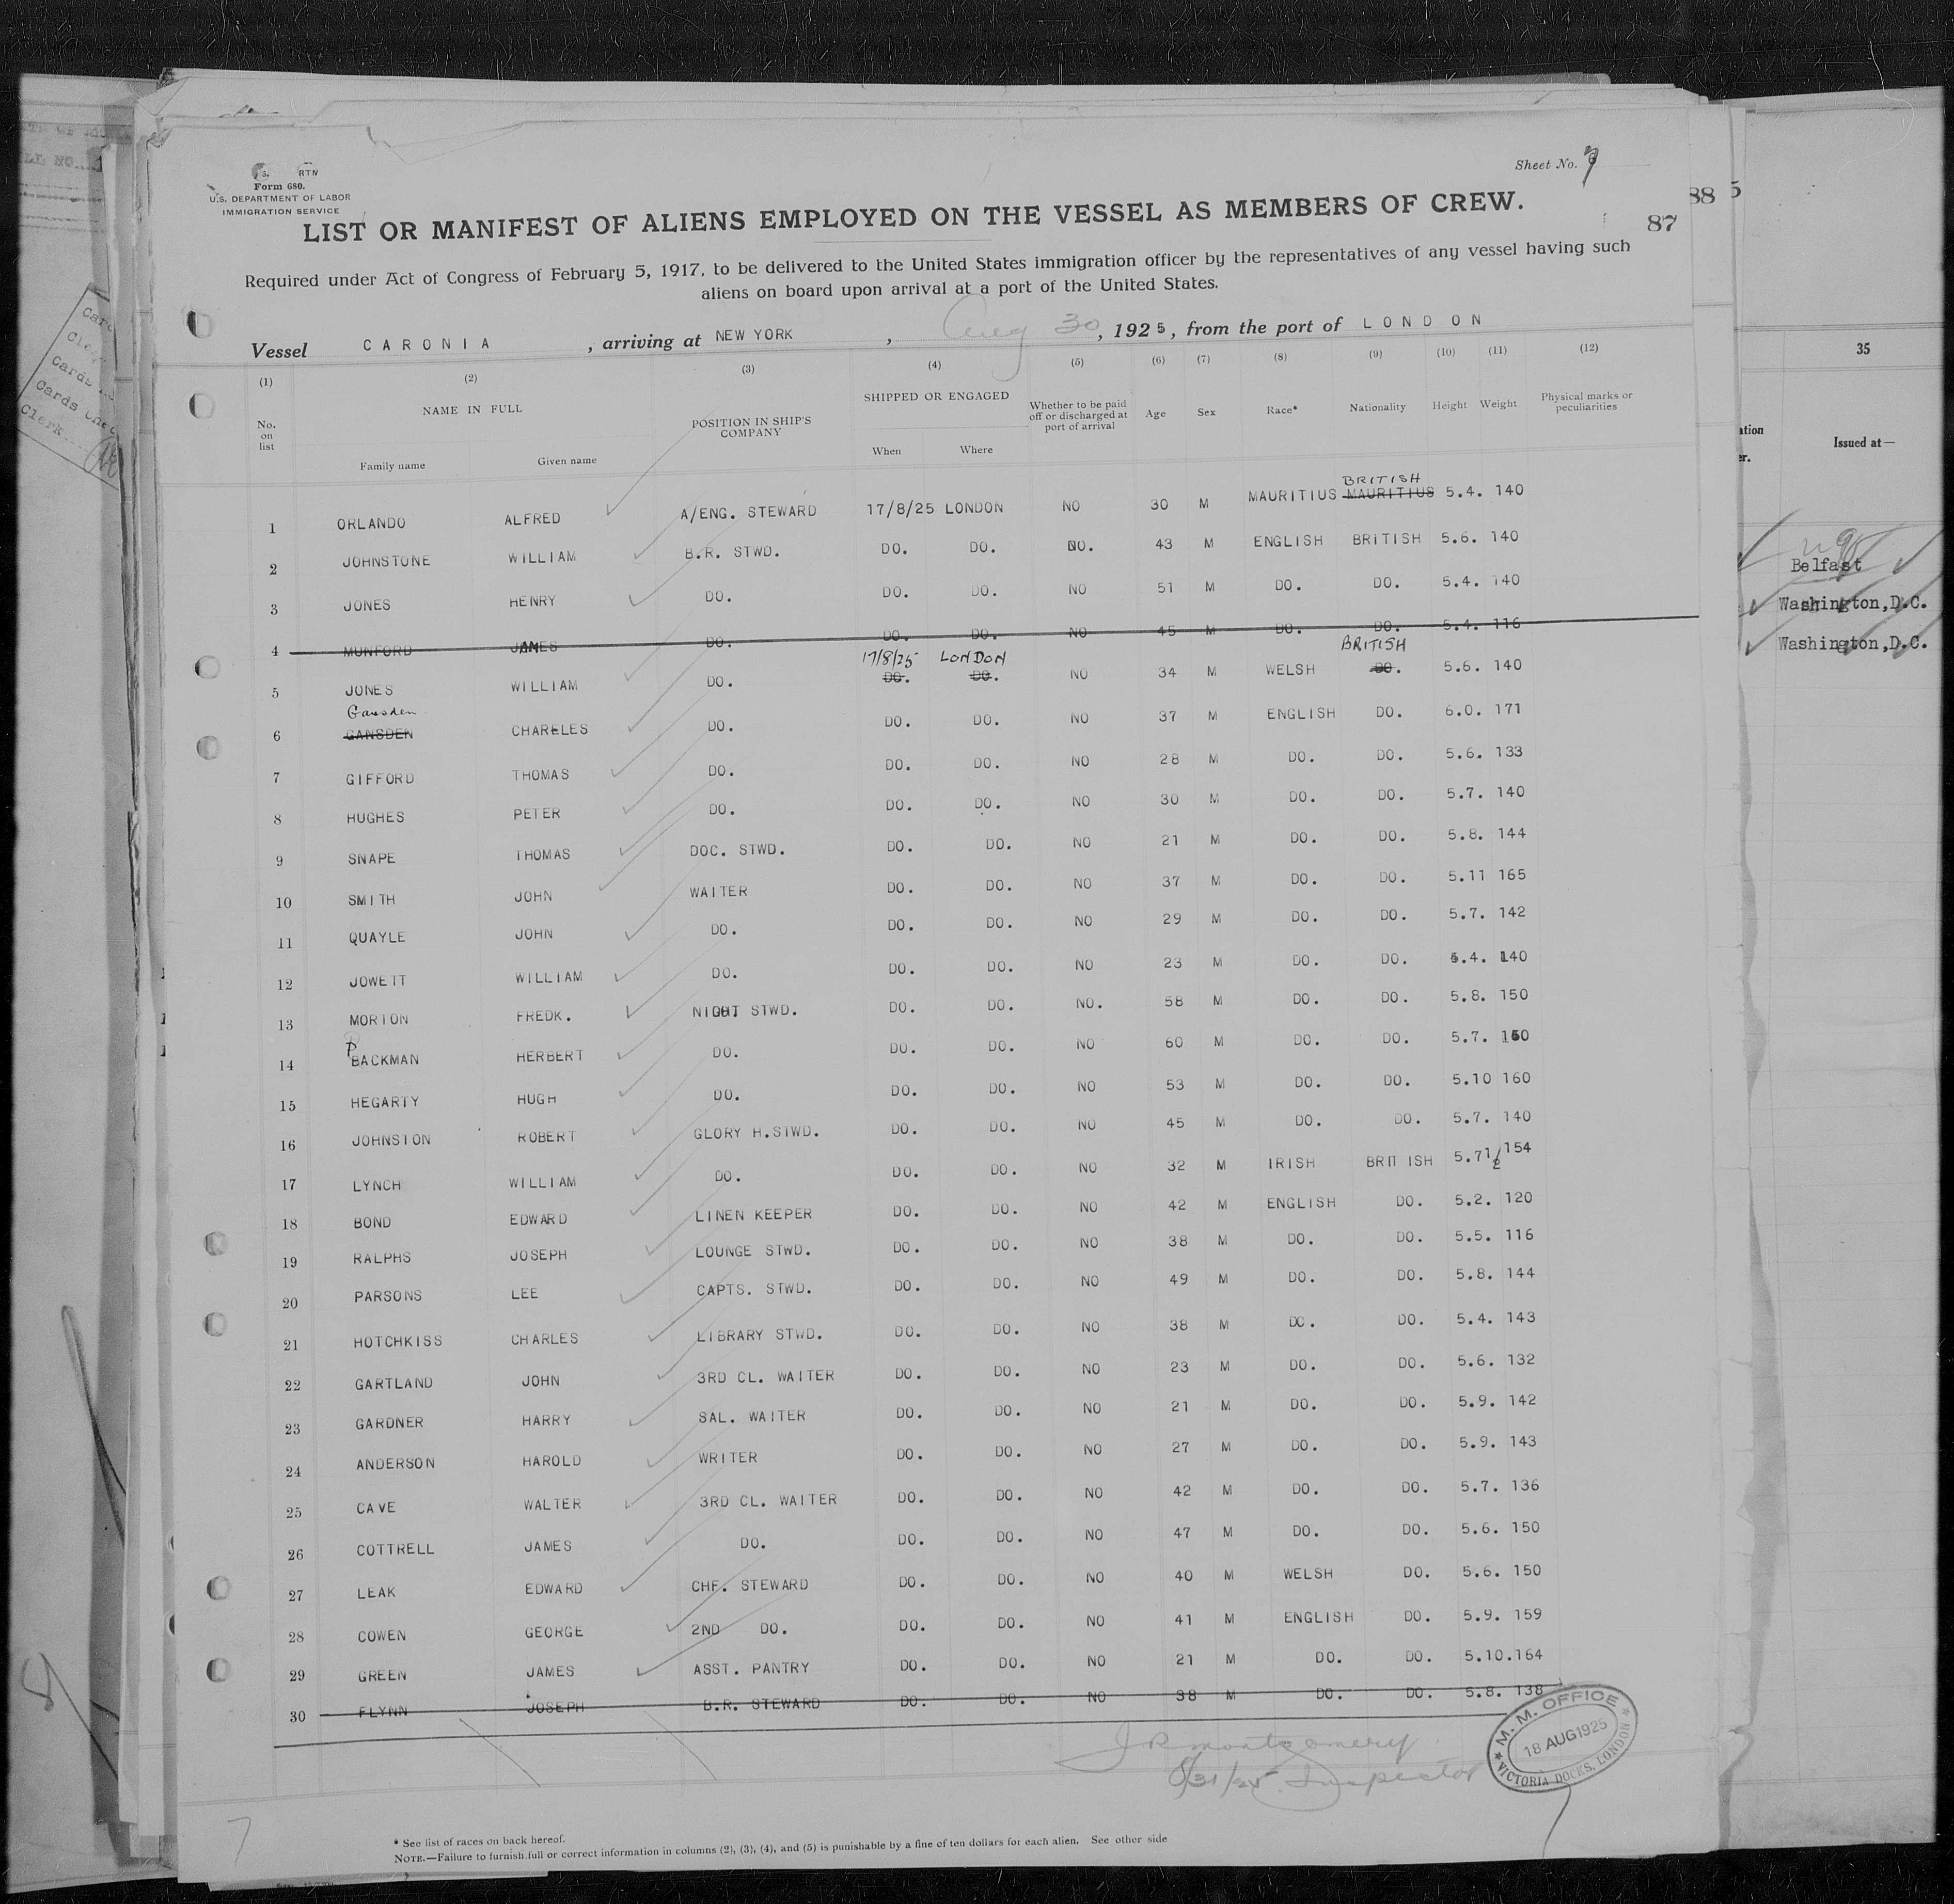 RTN
Form 680.
U.S. DEPARTMENT OF LABOR
IMMIGRATION SERVICE
Sheet No. 7
88 5
87
LIST OR MANIFEST OF ALIENS EMPLOYED ON THE VESSEL AS MEMBERS OF CREW.
Required under Act of Congress of February 5, 1917, to be delivered to the United States immigration officer by the representatives of any vessel having such
aliens on board upon arrival at a port of the United States.
Vessel CARONIA, arriving at NEW YORK, Aug 30, 1925, from the port of LONDON
(1) (2) (3) (4) (5) (6) (7) (8) (9) (10) (11) (12)
No. on list NAME IN FULL Family name Given name POSITION IN SHIP'S COMPANY SHIPPED OR ENGAGED When Where Whether to be paid off or discharged at port of arrival Age Sex Race* Nationality Height Weight Physical marks or peculiarities
BRITISH
1 ORLANDO ALFRED A/ENG. STEWARD 17/8/25 LONDON NO 30 M MAURITIUS MAURITIUS 5.4. 140
2 JOHNSTONE WILLIAM B.R. STWD. DO. DO. NO. 43 M ENGLISH BRITISH 5.6. 140
3 JONES HENRY DO. DO. DO. NO 51 M DO. DO. 5.4. 140
4 MUNFORD JAMES DO. DO. DO. NO 45 M DO. DO. 5.4. 116
17/8/25 LONDON BRITISH
5 JONES WILLIAM DO. DO. DO. NO 34 M WELSH DO. 5.6. 140
Gausden
6 GANSDEN CHARELES DO. DO. DO. NO 37 M ENGLISH DO. 6.0. 171
7 GIFFORD THOMAS DO. DO. DO. NO 28 M DO. DO. 5.6. 133
8 HUGHES PETER DO. DO. DO. NO 30 M DO. DO. 5.7. 140
9 SNAPE THOMAS DOC. STWD. DO. DO. NO 21 M DO. DO. 5.8. 144
10 SMITH JOHN WAITER DO. DO. NO 37 M DO. DO. 5.11 165
11 QUAYLE JOHN DO. DO. DO. NO 29 M DO. DO. 5.7. 142
12 JOWETT WILLIAM DO. DO. DO. NO 23 M DO. DO. 5.4. 140
13 MORTON FREDK. NIGHT STWD. DO. DO. NO. 58 M DO. DO. 5.8. 150
P
14 BACKMAN HERBERT DO. DO. DO. NO 60 M DO. DO. 5.7.
15 HEGARTY HUGH DO. DO. DO. NO 53 M DO. DO. 5.10 160
16 JOHNSTON ROBERT GLORY H.STWD. DO. DO. NO 45 M DO. DO. 5.7. 140
17 LYNCH WILLIAM DO. DO. DO. NO 32 M IRISH BRITISH 5.7 1/2 154
18 BOND EDWARD LINEN KEEPER DO. DO. NO 42 M ENGLISH DO. 5.2. 120
19 RALPHS JOSEPH LOUNGE STWD. DO. DO. NO 38 M DO. DO. 5.5. 116
20 PARSONS LEE CAPTS. STWD. DO. DO. NO 49 M DO. DO. 5.8. 144
21 HOTCHKISS CHARLES LIBRARY STWD. DO. DO. NO 38 M DO. DO. 5.4. 143
22 GARTLAND JOHN 3RD CL. WAITER DO. DO. NO 23 M DO. DO. 5.6. 132
23 GARDNER HARRY SAL. WAITER DO. DO. NO 21 M DO. DO. 5.9. 142
24 ANDERSON HAROLD WRITER DO. DO. NO 27 M DO. DO. 5.9. 143
25 CAVE WALTER 3RD CL. WAITER DO. DO. NO 42 M DO. DO. 5.7. 136
26 COTTRELL JAMES DO. DO. DO. NO 47 M DO. DO. 5.6. 150
27 LEAK EDWARD CHF. STEWARD DO. DO. NO 40 M WELSH DO. 5.6. 150
28 COWEN GEORGE 2ND DO. DO. DO. NO 41 M ENGLISH DO. 5.9. 159
29 GREEN JAMES ASST. PANTRY DO. DO. NO 21 M DO. DO. 5.10.164
30 FLYNN JOSEPH B.R. STEWARD DO. DO. NO 38 M DO. DO. 5.8. 138
J R Montgomery
8/31/25 Inspector
M. M. OFFICE
18 AUG 1925
VICTORIA DOCKS, LONDON
7
* See list of races on back hereof.
NOTE.—Failure to furnish full or correct information in columns (2), (3), (4), and (5) is punishable by a fine of ten dollars for each alien. See other side
35
Issued at—
Belfast
Washington, D.C.
Washington, D.C.